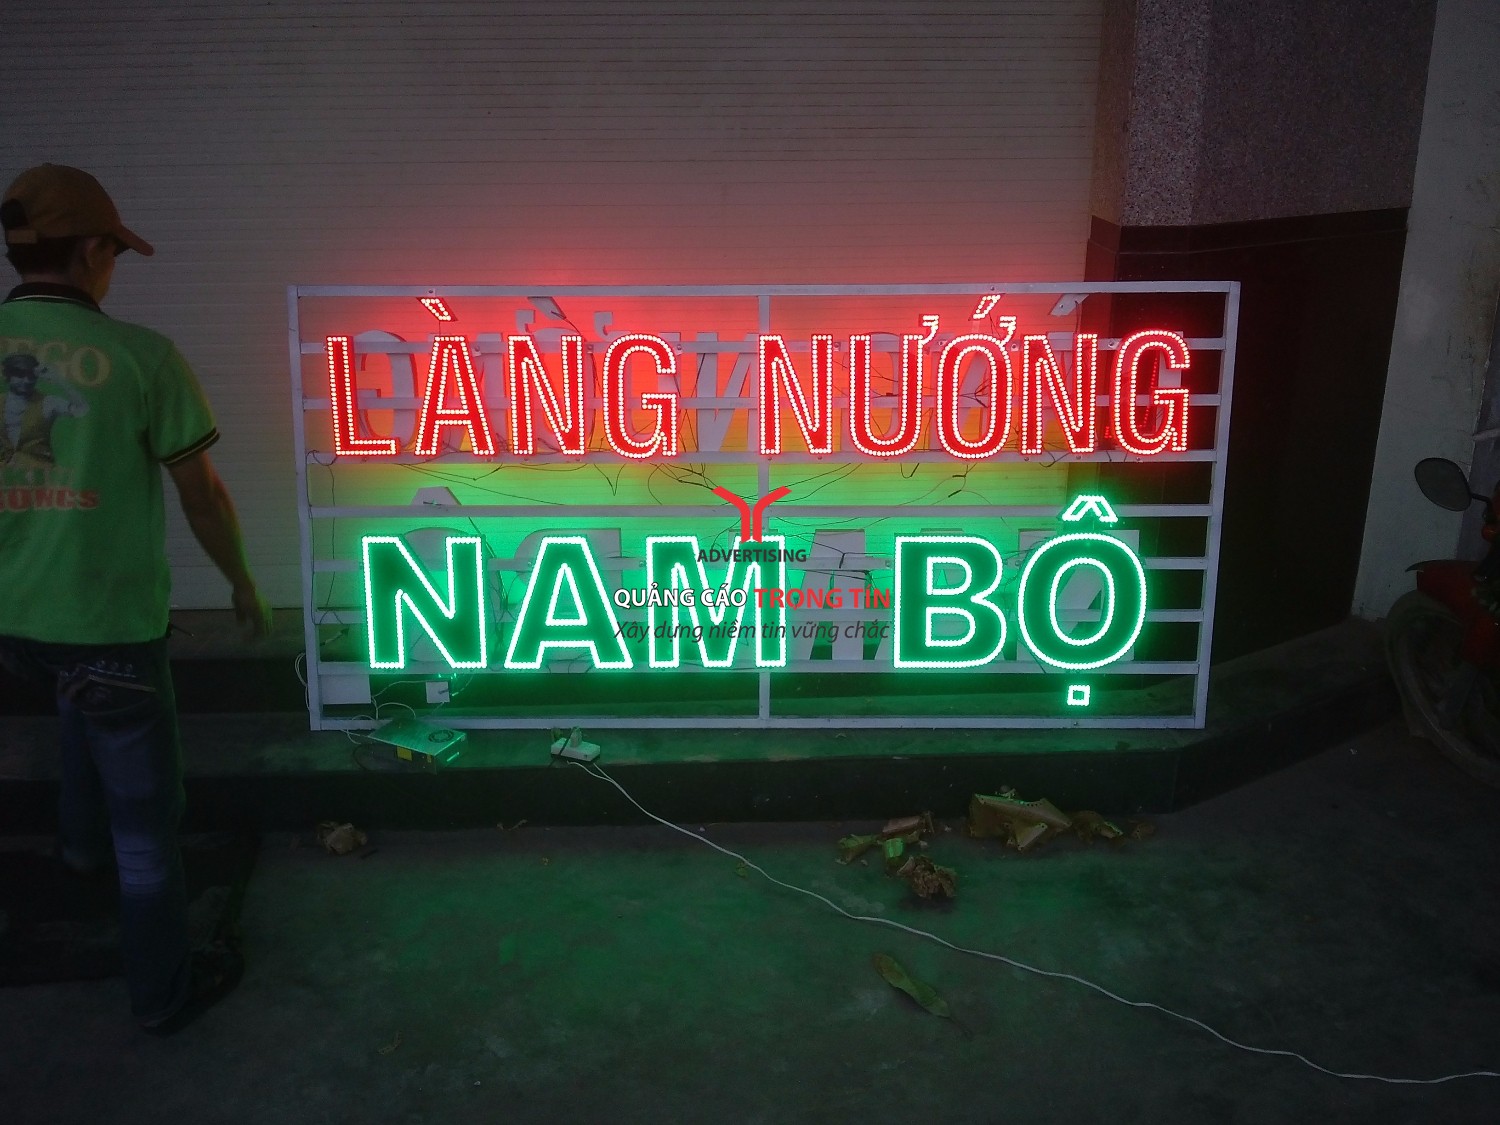 LÀNG NƯỚNG
NAM BỘ
ADVERTISING
QUẢNG CÁO TRỌNG TÍN
Xây dựng niềm tin vững chắc